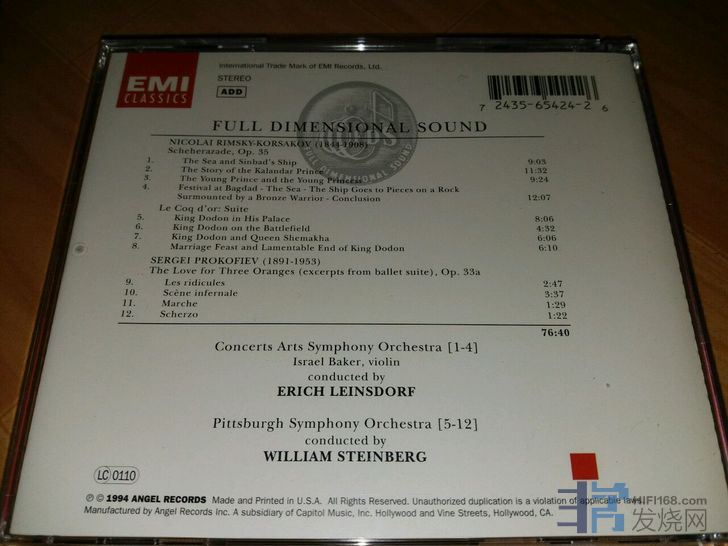 EMI
CLASSICS
International Trade Mark of EMI Records, Ltd.
STEREO
ADD
7 2435-65424-2 6
FULL DIMENSIONAL SOUND
FULL DIMENSIONAL SOUND
NICOLAI RIMSKY-KORSAKOV (1844-1908)
Scheherazade, Op. 35
1. The Sea and Sinbad's Ship 9:03
2. The Story of the Kalandar Prince 11:32
3. The Young Prince and the Young Princess 9:24
4. Festival at Bagdad - The Sea - The Ship Goes to Pieces on a Rock
Surmounted by a Bronze Warrior - Conclusion 12:07
Le Coq d'or: Suite
5. King Dodon in His Palace 8:06
6. King Dodon on the Battlefield 4:32
7. King Dodon and Queen Shemakha 6:06
8. Marriage Feast and Lamentable End of King Dodon 6:10
SERGEI PROKOFIEV (1891-1953)
The Love for Three Oranges (excerpts from ballet suite), Op. 33a
9. Les ridicules 2:47
10. Scène infernale 3:37
11. Marche 1:29
12. Scherzo 1:22
76:40
Concerts Arts Symphony Orchestra [1-4]
Israel Baker, violin
conducted by
ERICH LEINSDORF
Pittsburgh Symphony Orchestra [5-12]
conducted by
WILLIAM STEINBERG
LC 0110
℗ © 1994 ANGEL RECORDS Made and Printed in U.S.A. All Rights Reserved. Unauthorized duplication is a violation of applicable laws.
Manufactured by Angel Records Inc. A subsidiary of Capitol Music, Inc. Hollywood and Vine Streets, Hollywood, CA.
HIFI168.com
发烧网